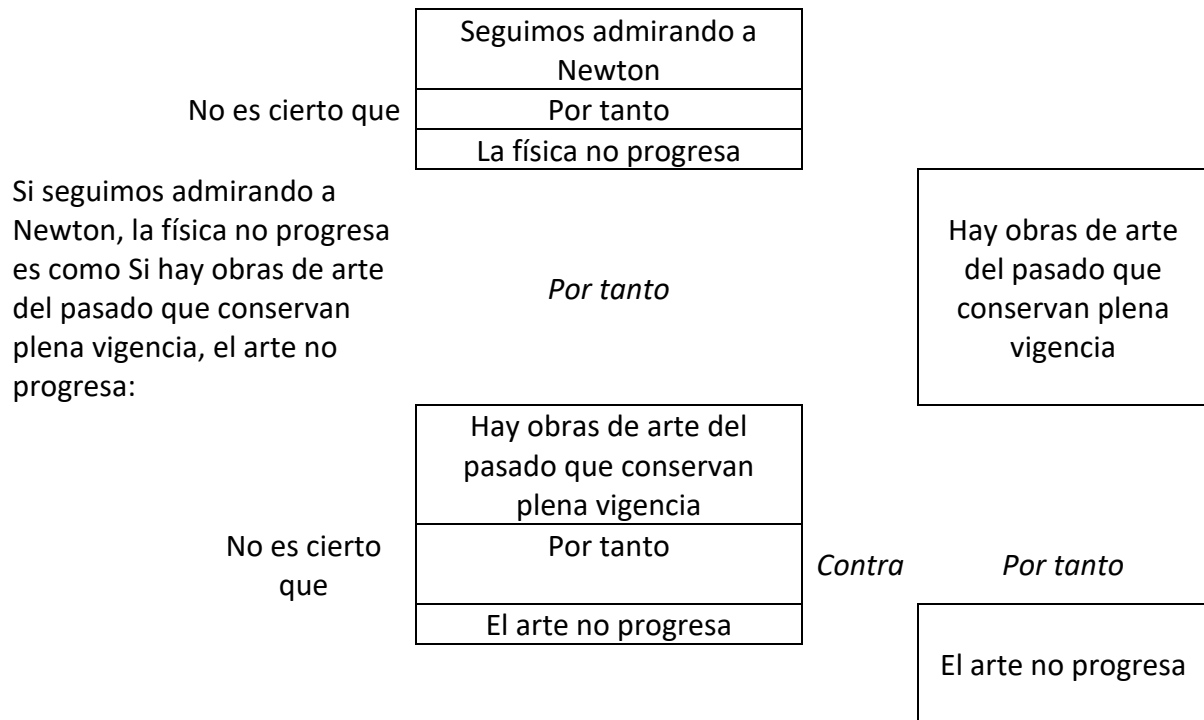 Seguimos admirando a
Newton
No es cierto que
Por tanto
La física no progresa
Si seguimos admirando a
Newton, la física no progresa
es como Si hay obras de arte
del pasado que conservan
plena vigencia, el arte no
progresa:
Por tanto
Hay obras de arte
del pasado que
conservan plena
vigencia
Hay obras de arte del
pasado que conservan
plena vigencia
No es cierto
que
Por tanto
El arte no progresa
Contra
Por tanto
El arte no progresa